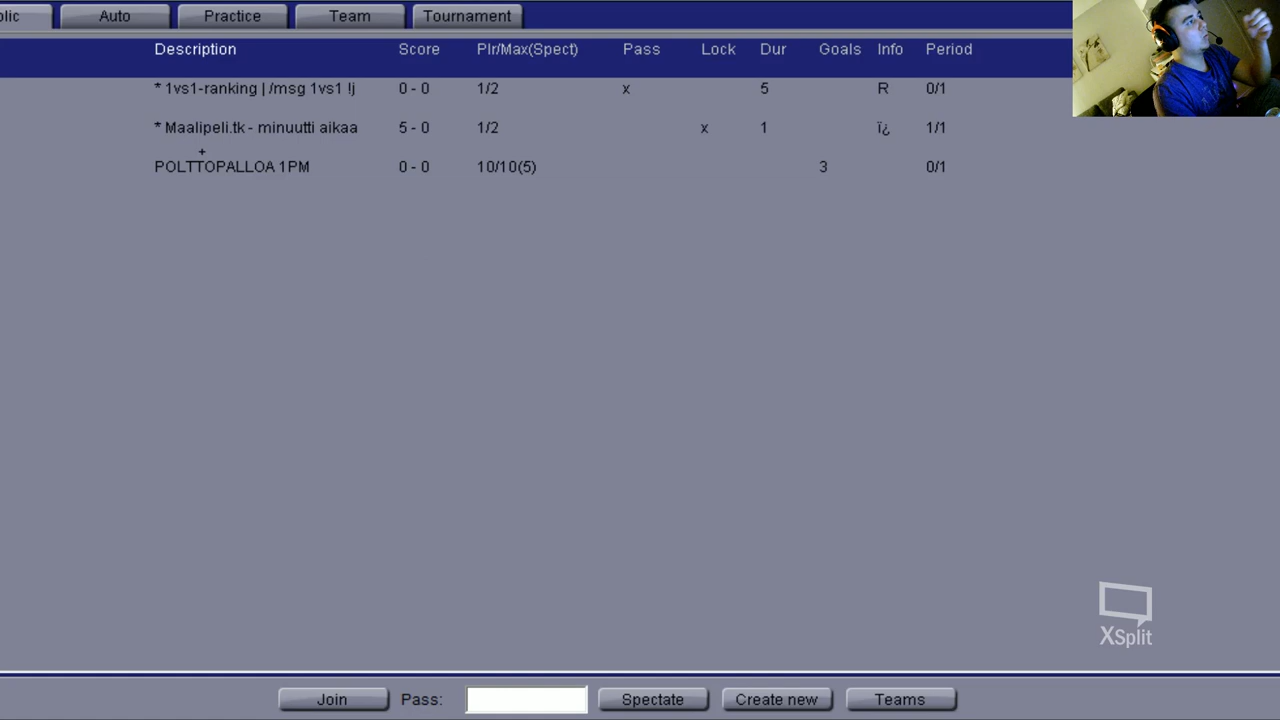 olic Auto Practice Team Tournament
Description Score Plr/Max(Spect) Pass Lock Dur Goals Info Period
* 1vs1-ranking | /msg 1vs1 !j 0 - 0 1/2 x 5 R 0/1
* Maalipeli.tk - minuutti aikaa 5 - 0 1/2 x 1 ï¿ 1/1
POLTTOPALLOA 1PM 0 - 0 10/10(5) 3 0/1
XSplit
Join Pass: Spectate Create new Teams